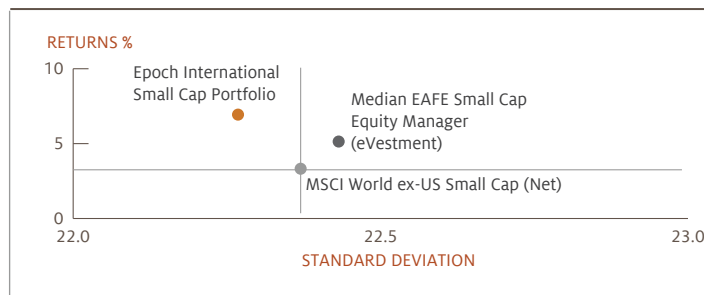 RETURNS %
10
Epoch International
Small Cap Portfolio
Median EAFE Small Cap
Equity Manager
(eVestment)
5
MSCI World ex-US Small Cap (Net)
0
22.0
22.5
23.0
STANDARD DEVIATION